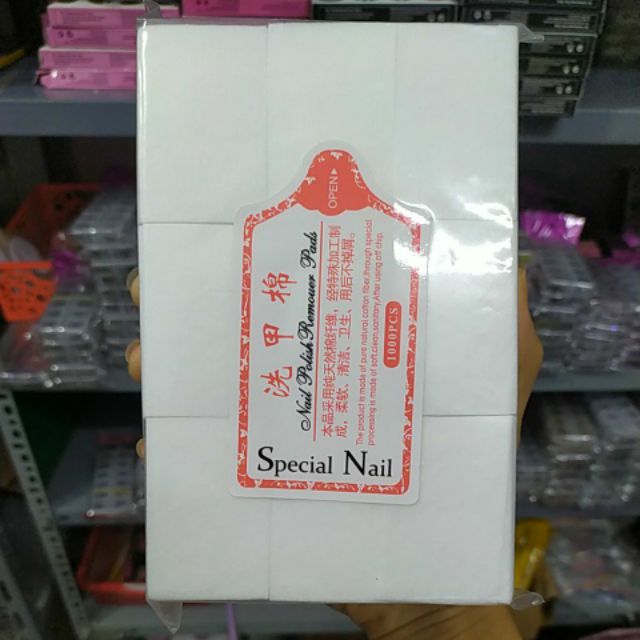 OPEN
洗甲棉
Nail Polish Remover Pads
本品采用纯天然棉纤维，经特殊加工制
成，柔软、清洁、卫生、用后不掉屑。
The product is made of pure natural cotton fiber,through special
processing is made of soft,clean,sanitary.After using off chip.
1000PCS
Special Nail